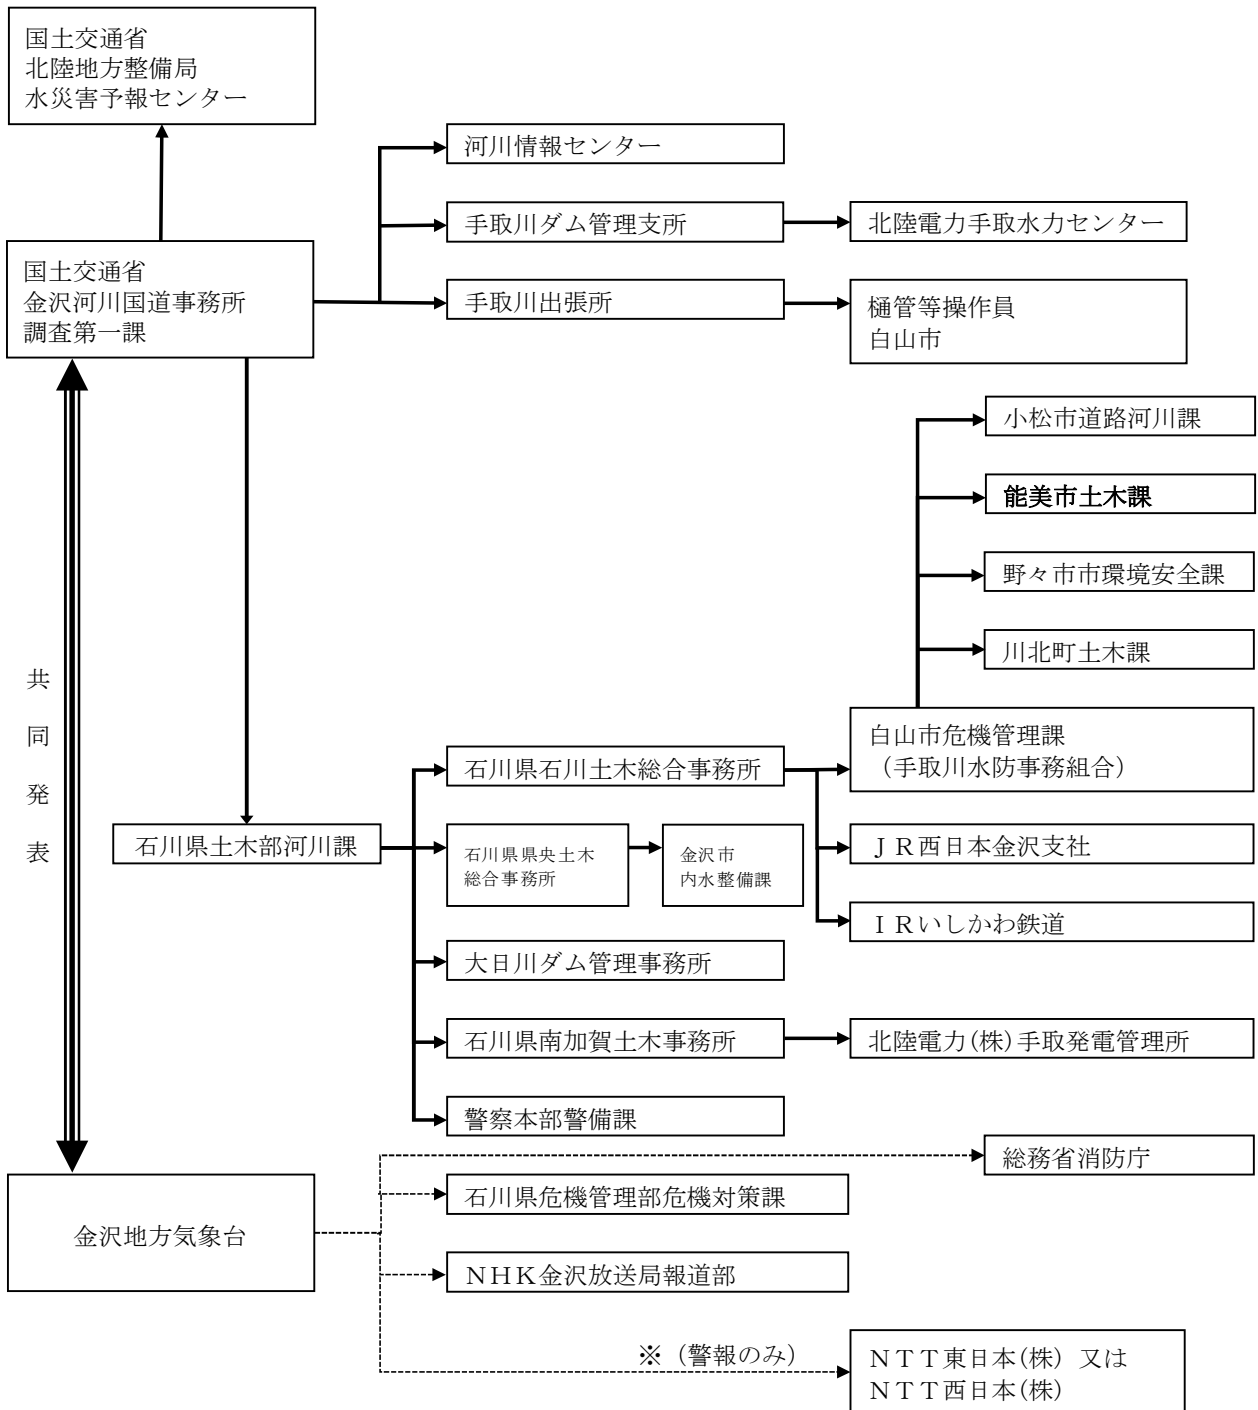 国土交通省
北陸地方整備局
水災害予報センター
河川情報センター
手取川ダム管理支所
北陸電力手取水力センター
国土交通省
金沢河川国道事務所
調査第一課
手取川出張所
樋管等操作員
白山市
小松市道路河川課
能美市土木課
野々市市環境安全課
川北町土木課
共
同
発
表
白山市危機管理課
（手取川水防事務組合）
石川県石川土木総合事務所
石川県土木部河川課
石川県県央土木
総合事務所
金沢市
内水整備課
ＪＲ西日本金沢支社
ＩＲいしかわ鉄道
大日川ダム管理事務所
石川県南加賀土木事務所
北陸電力(株)手取発電管理所
警察本部警備課
総務省消防庁
石川県危機管理部危機対策課
金沢地方気象台
ＮＨＫ金沢放送局報道部
※（警報のみ）
ＮＴＴ東日本(株) 又は
ＮＴＴ西日本(株)